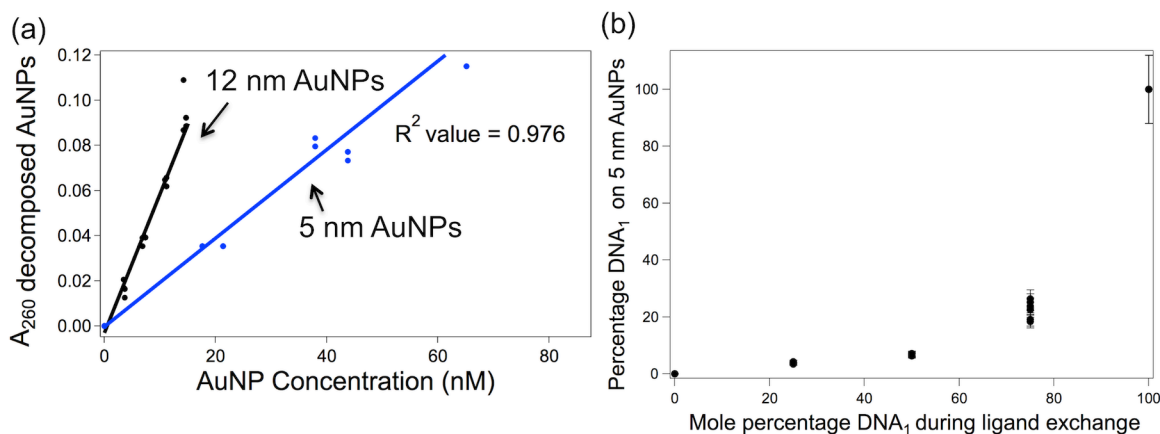 (a)
A260 decomposed AuNPs
0.12
0.10
0.08
0.06
0.04
0.02
0.00
12 nm AuNPs
R2 value = 0.976
5 nm AuNPs
0
20
40
60
80
AuNP Concentration (nM)
(b)
Percentage DNA1 on 5 nm AuNPs
100
80
60
40
20
0
0
20
40
60
80
100
Mole percentage DNA1 during ligand exchange